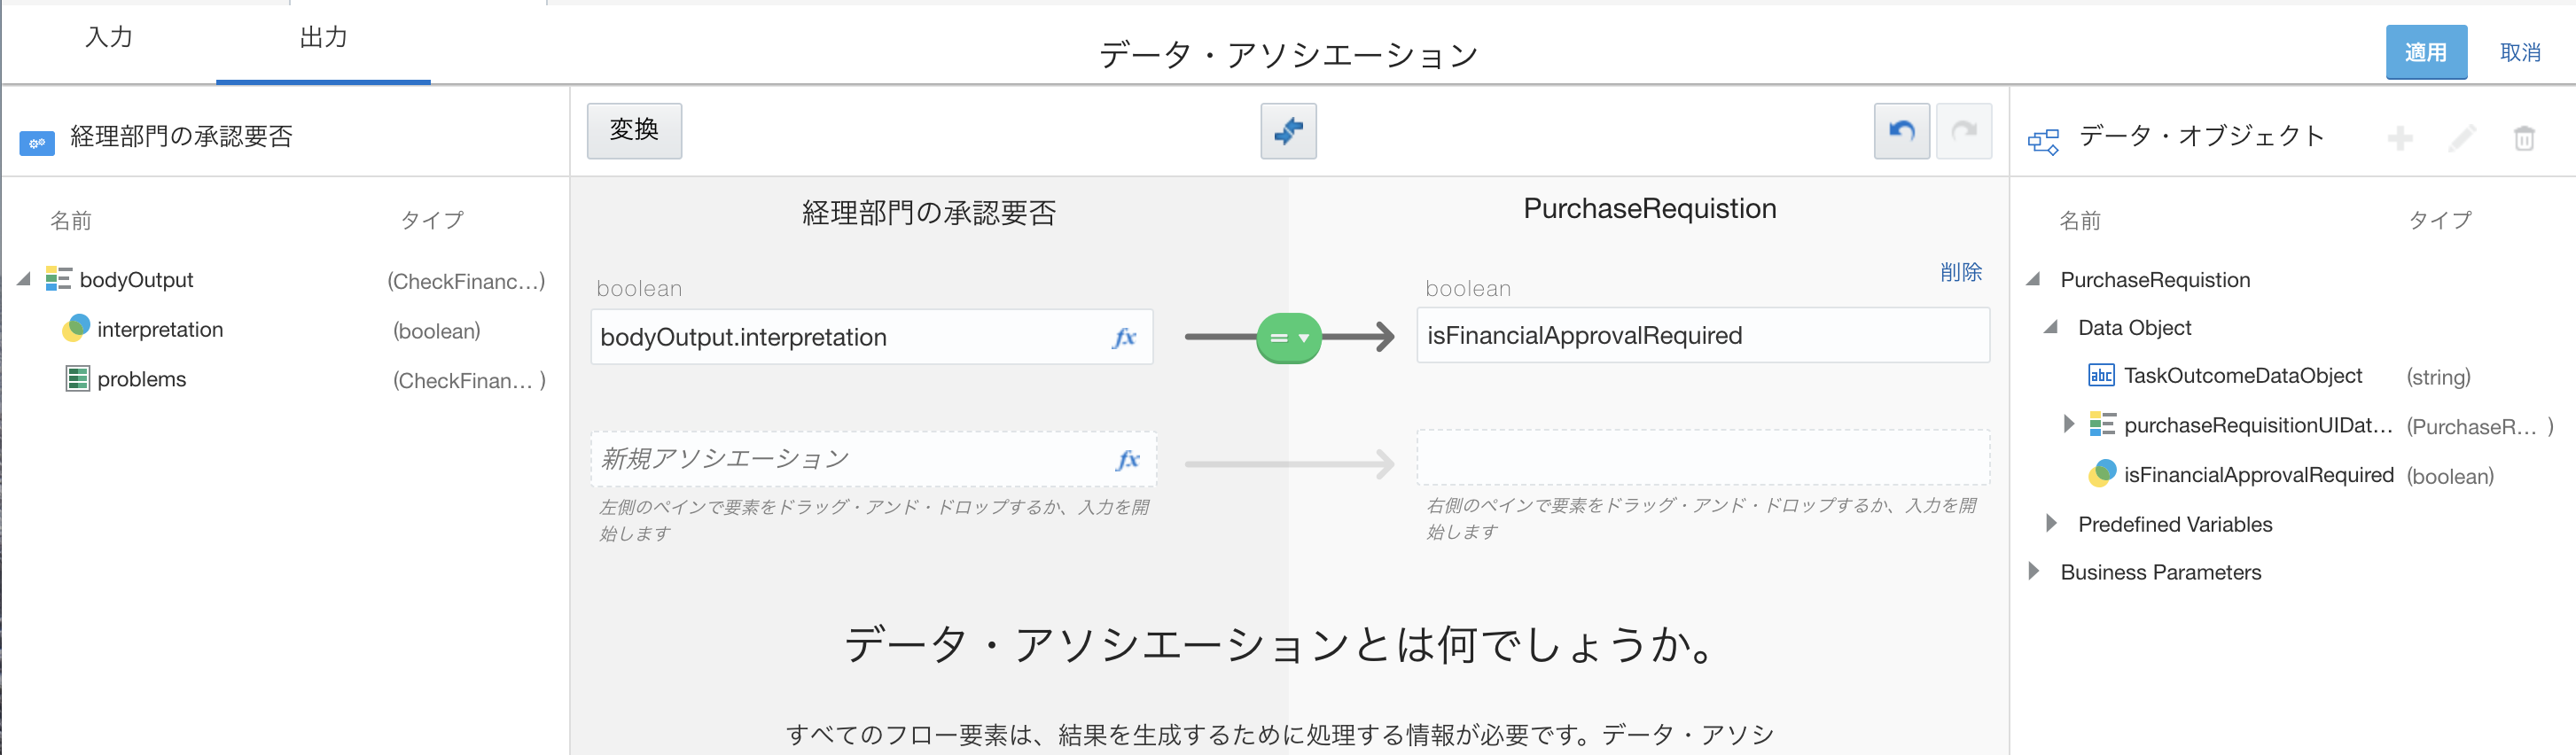 入力
出力
データ・アソシエーション
適用
取消
経理部門の承認要否
変換
データ・オブジェクト
名前
タイプ
bodyOutput
(CheckFinanc...)
interpretation
(boolean)
problems
(CheckFinan... )
経理部門の承認要否
PurchaseRequistion
削除
boolean
boolean
bodyOutput.interpretation
fx
=
isFinancialApprovalRequired
新規アソシエーション
fx
左側のペインで要素をドラッグ・アンド・ドロップするか、入力を開
始します
右側のペインで要素をドラッグ・アンド・ドロップするか、入力を開
始します
データ・アソシエーションとは何でしょうか。
すべてのフロー要素は、結果を生成するために処理する情報が必要です。データ・アソシ
名前
タイプ
PurchaseRequistion
Data Object
abc
TaskOutcomeDataObject
(string)
purchaseRequisitionUIDat...
(PurchaseR... )
isFinancialApprovalRequired
(boolean)
Predefined Variables
Business Parameters